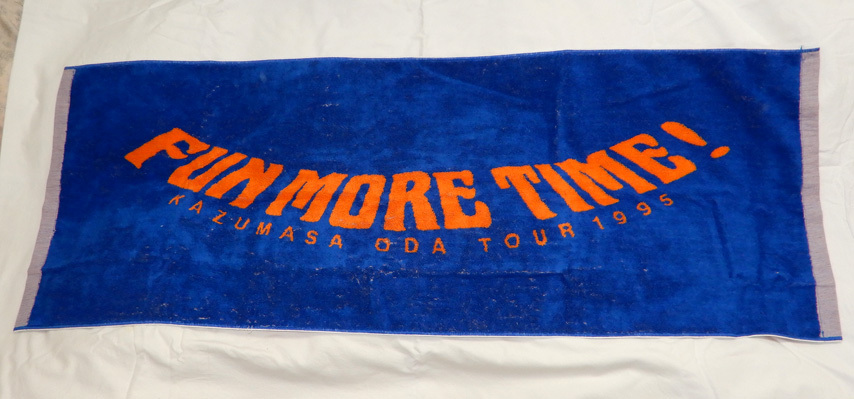 FUN MORE TIME!
KAZUMASA ODA TOUR 1995